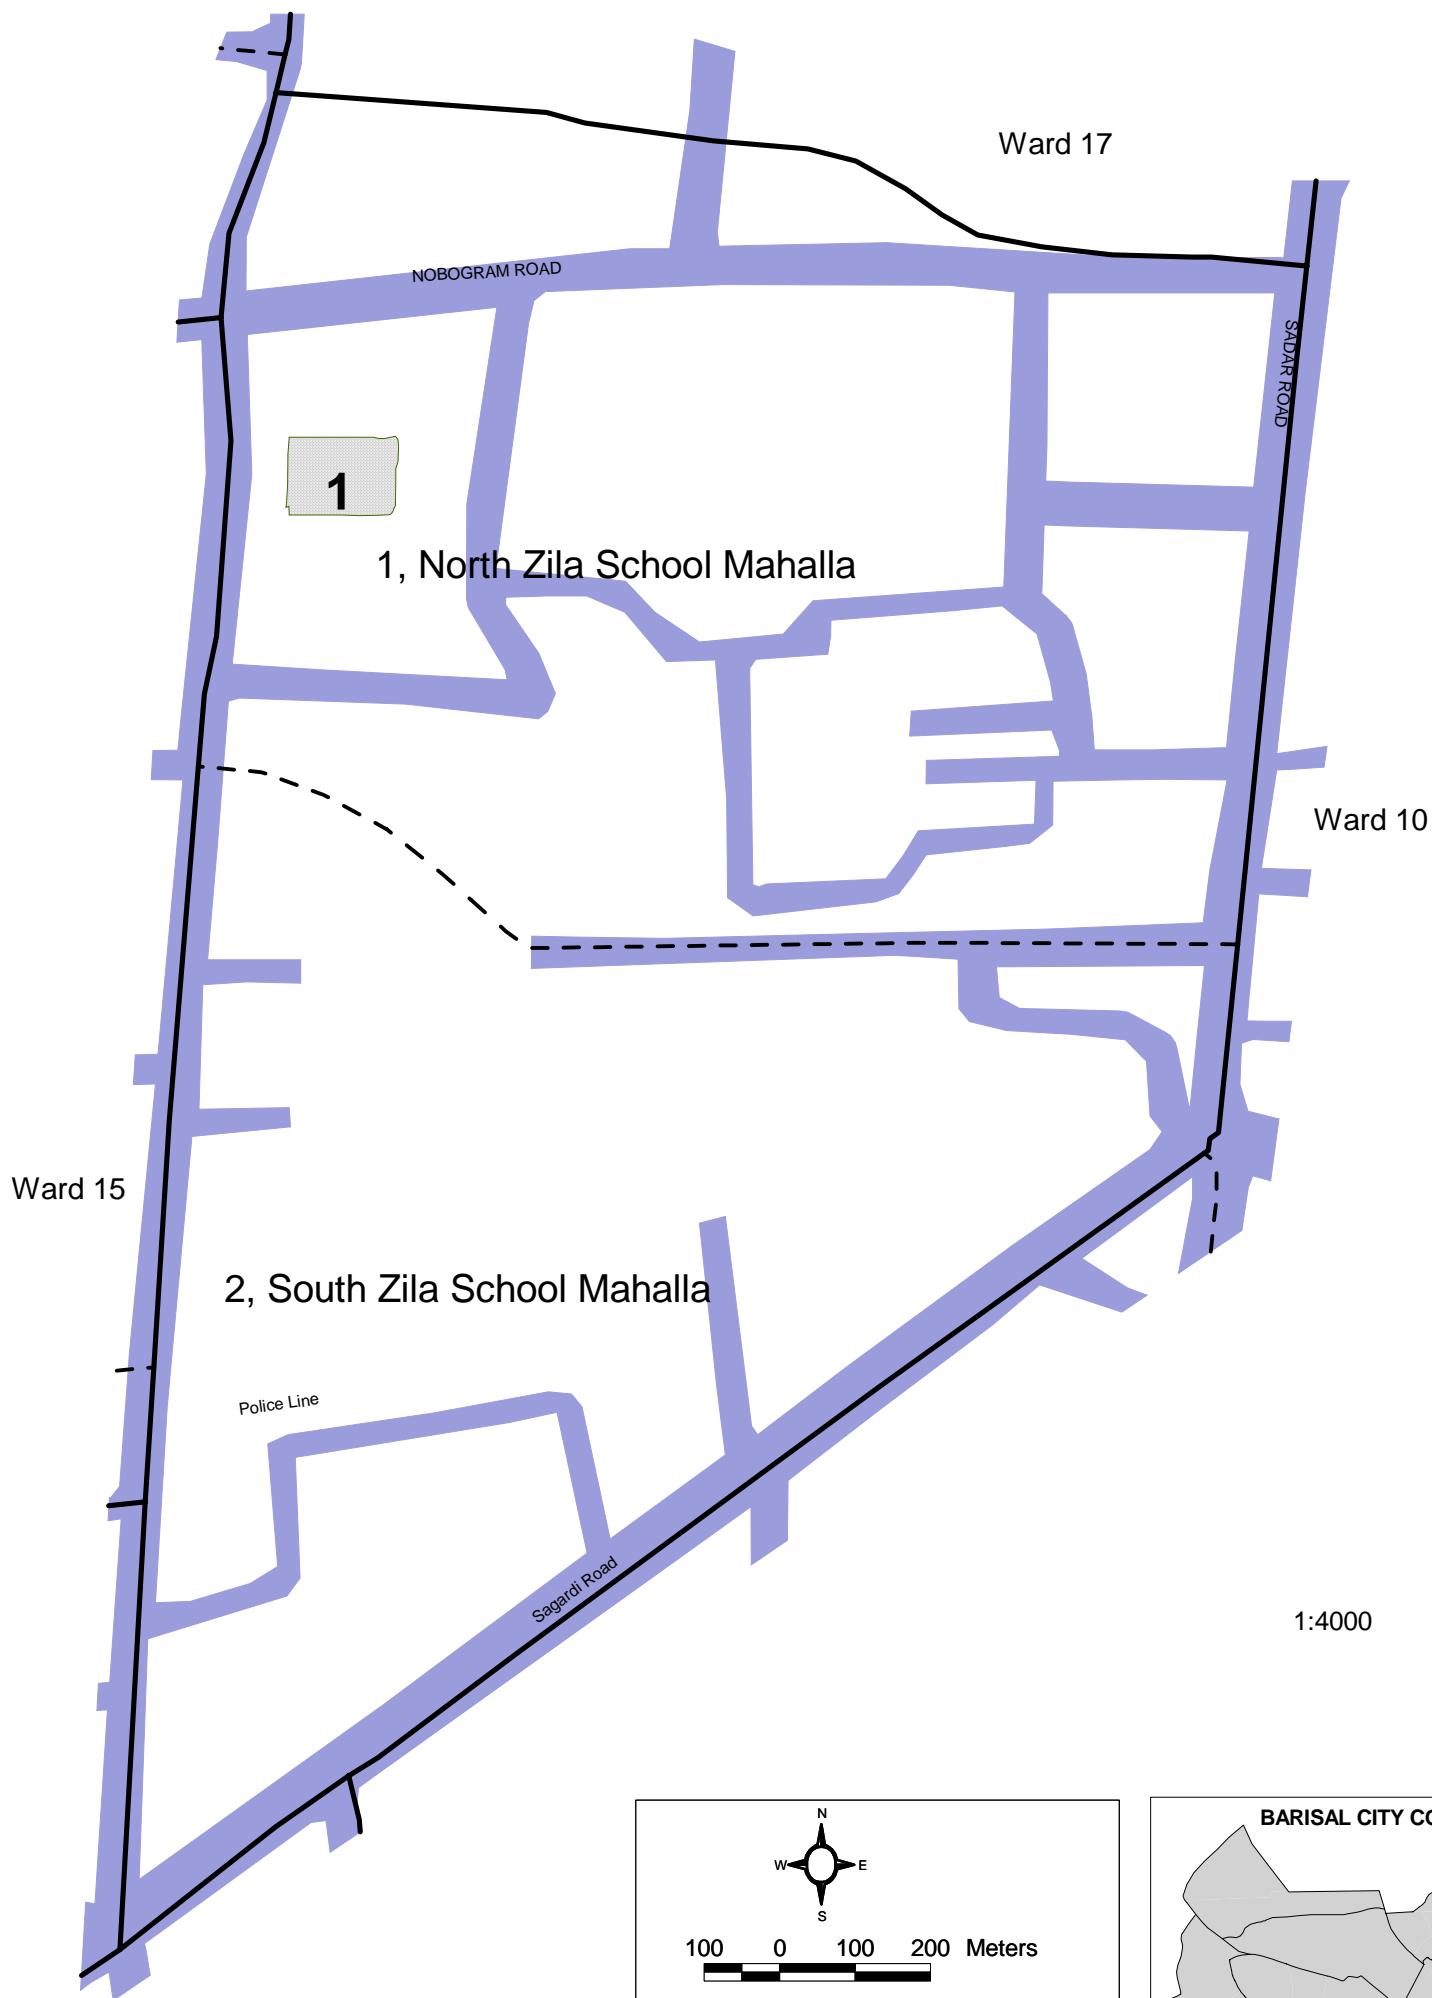 Ward 17
NOBOGRAM ROAD
SADAR ROAD
1
1, North Zila School Mahalla
Ward 10
Ward 15
2, South Zila School Mahalla
Police Line
Sagardi Road
1:4000
N
W E
S
100 0 100 200 Meters
BARISAL CITY CO